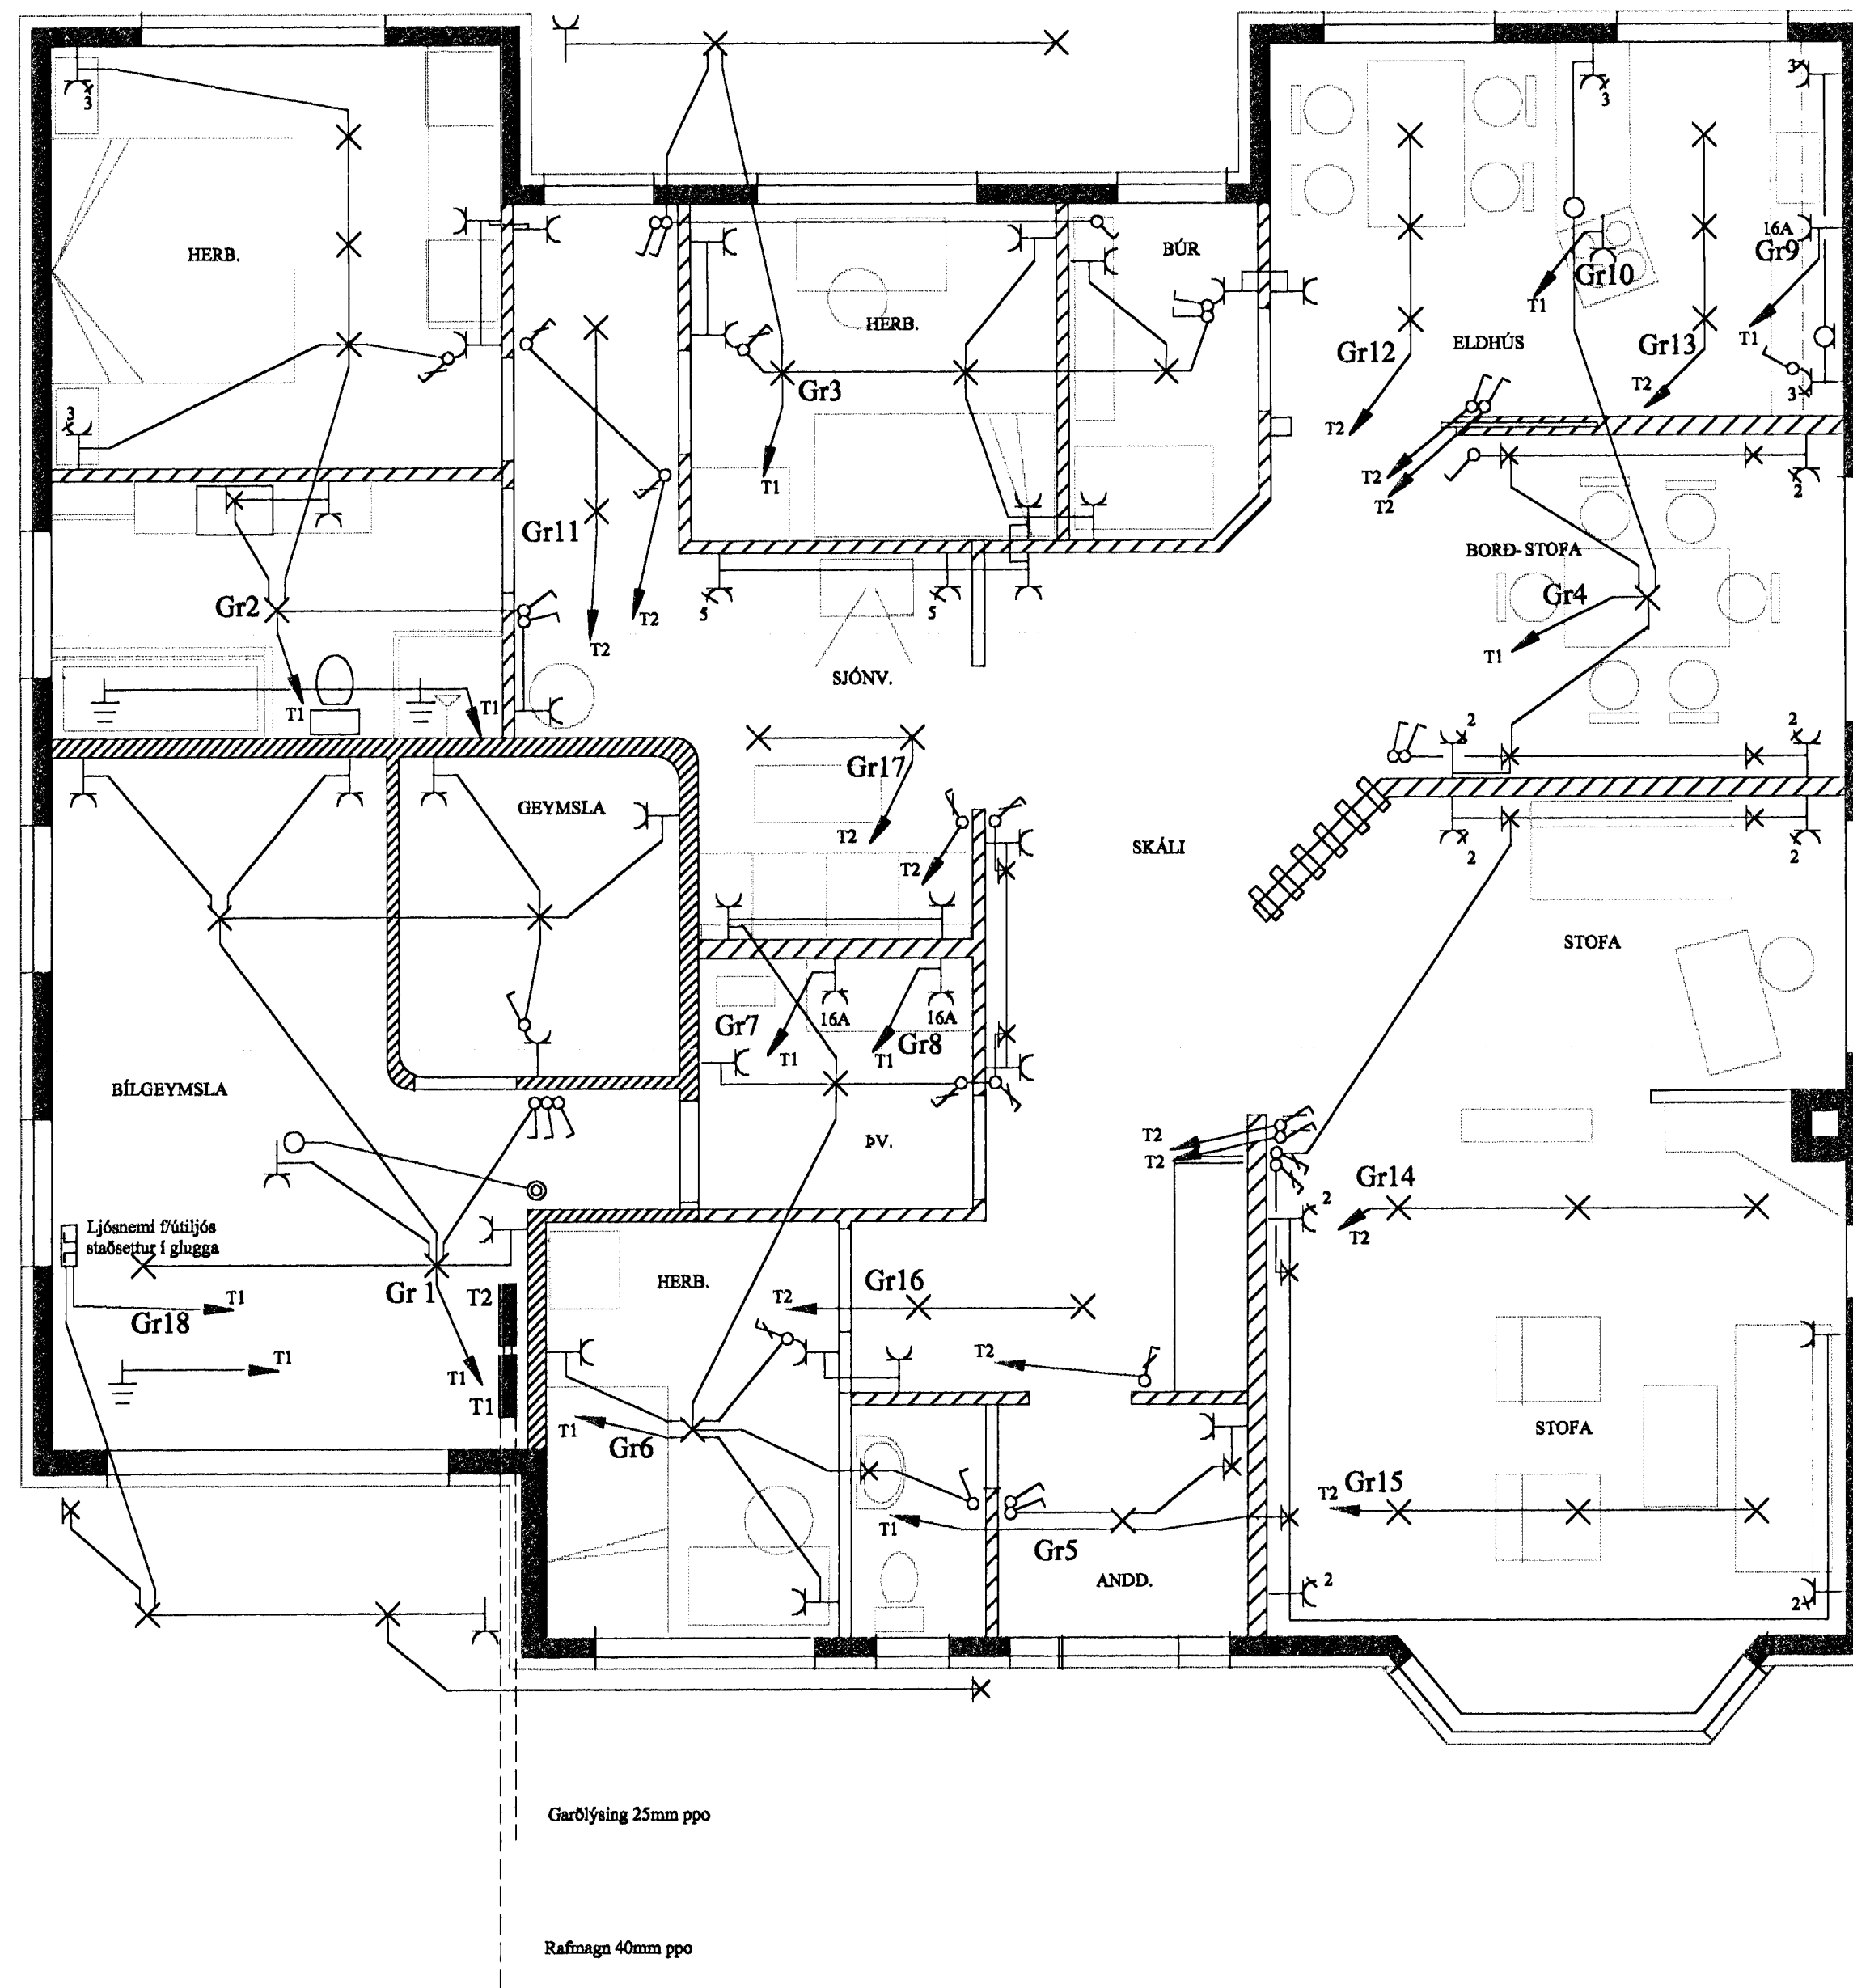 3
3
3
HERB.
BÚR
16A
Gr9
Gr10
T1
HERB.
ELDHÚS
Gr12
Gr13
T1
Gr3
T2
3
3
T2
T1
T2
T2
2
Gr11
BORÐ-STOFA
Gr2
5
5
T2
T2
Gr4
T1
SJÓNV.
T1
T1
2
2
Gr17
GEYMSLA
T2
T2
SKÁLI
2
2
STOFA
Gr7
16A
16A
T1
T1
Gr8
BÍLGEYMSLA
ÞV.
T2
T2
Gr14
2
T2
Ljósnemi f/útiljós
staðsettur í glugga
HERB.
Gr16
T2
Gr 1
T2
T1
Gr18
T1
T2
T1
T1
T1
Gr6
STOFA
T2
Gr15
T1
Gr5
ANDD.
2
2
Garðlýsing 25mm ppo
Rafmagn 40mm ppo